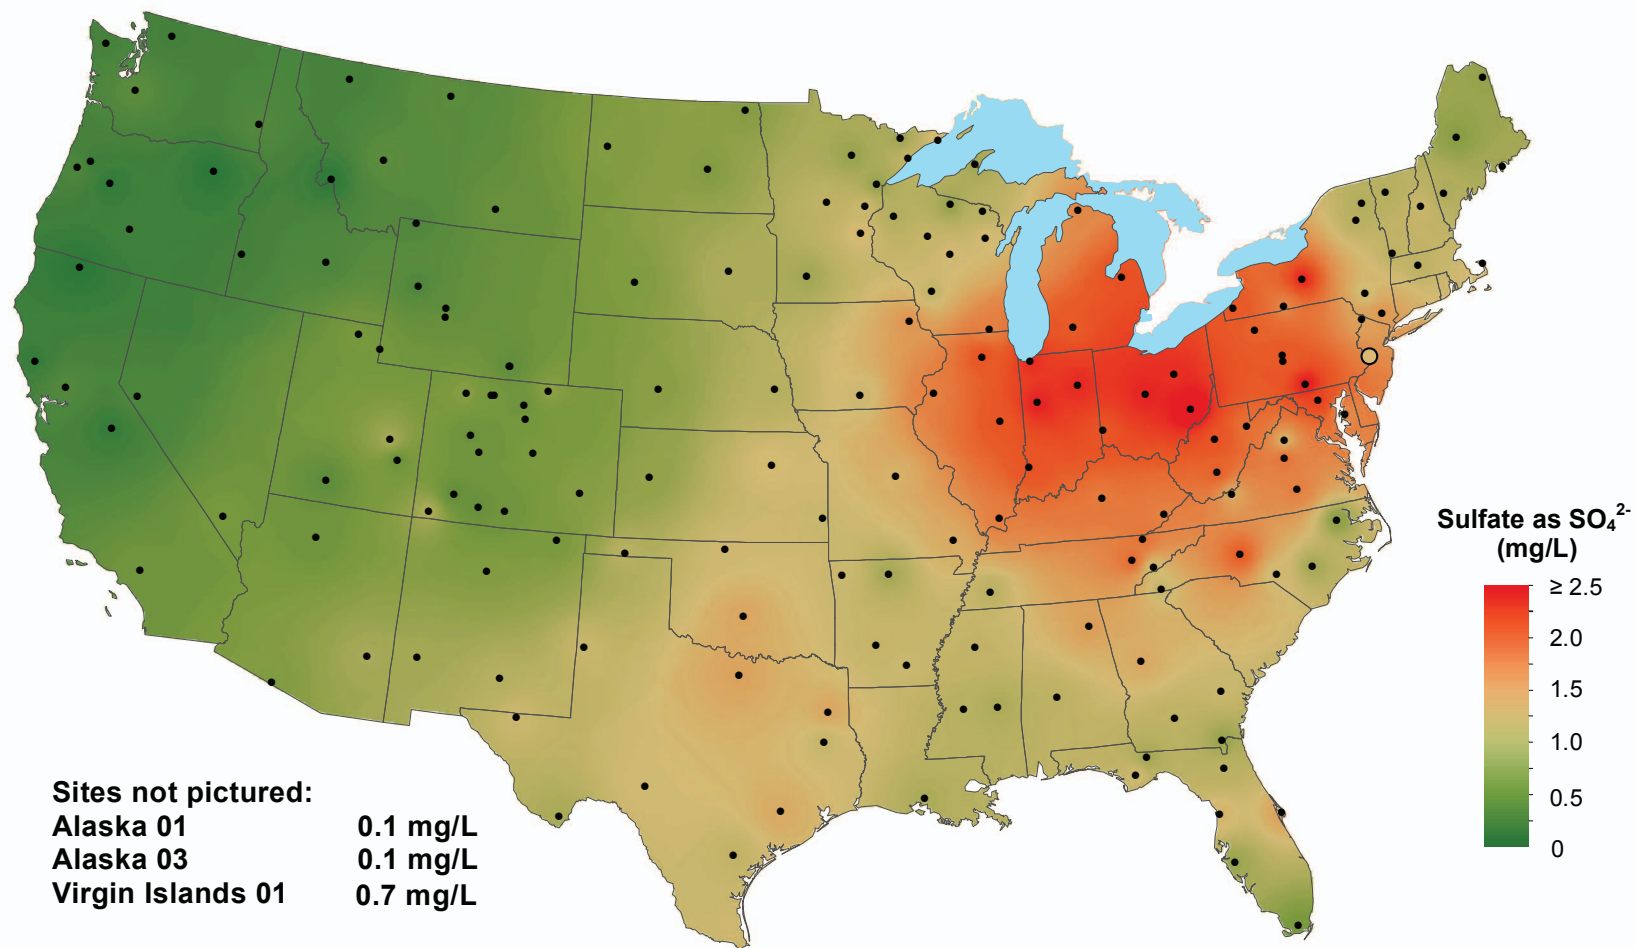 Sulfate as SO₄²⁻
(mg/L)
≥ 2.5
2.0
1.5
1.0
0.5
0
Sites not pictured:
Alaska 01 0.1 mg/L
Alaska 03 0.1 mg/L
Virgin Islands 01 0.7 mg/L